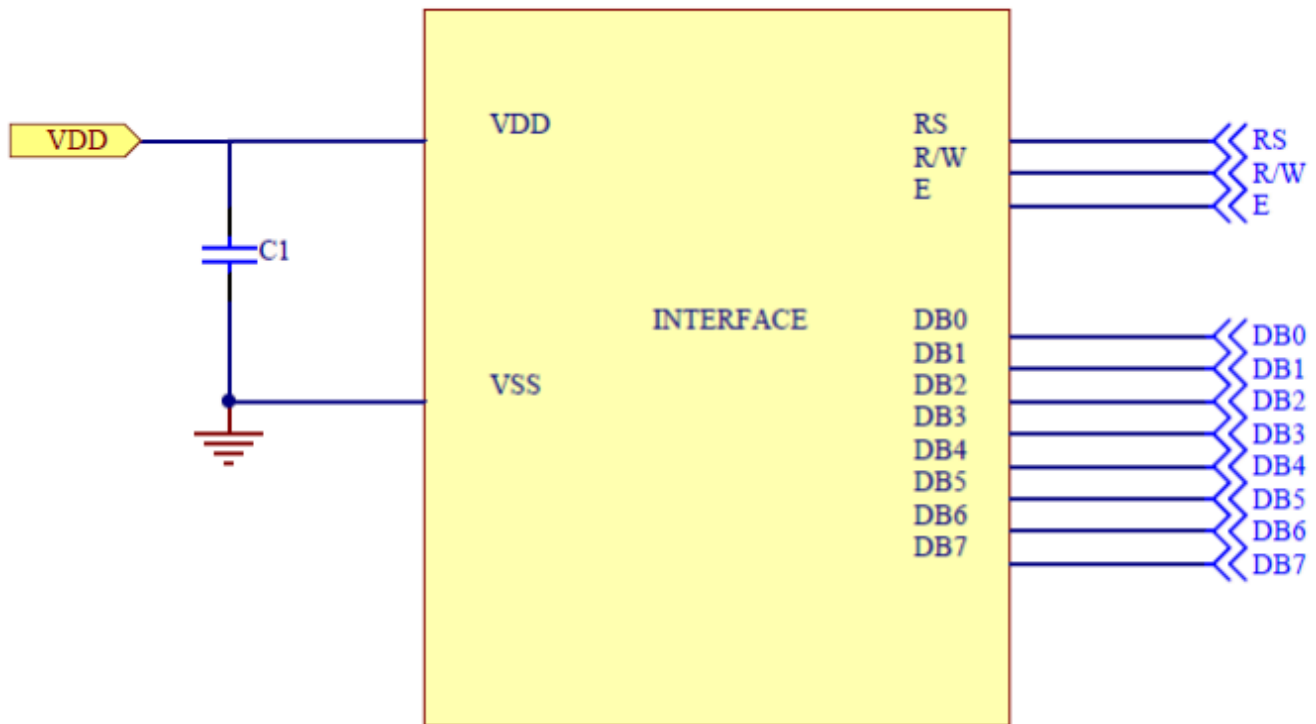 VDD
VDD
RS
RS
R/W
R/W
E
E
C1
INTERFACE
DB0
DB0
DB1
DB1
VSS
DB2
DB2
DB3
DB3
DB4
DB4
DB5
DB5
DB6
DB6
DB7
DB7